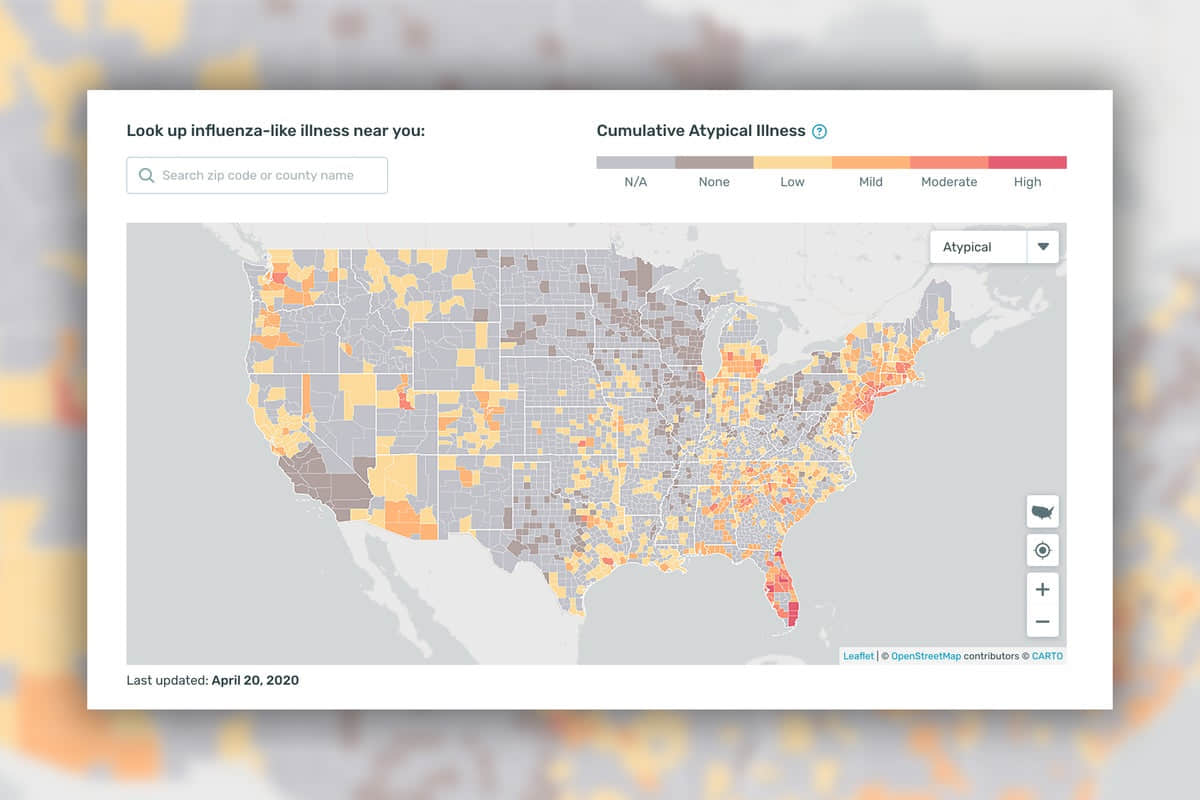 Look up influenza-like illness near you:
Search zip code or county name
Cumulative Atypical Illness ?
N/A None Low Mild Moderate High
Atypical
+
−
Leaflet | © OpenStreetMap contributors © CARTO
Last updated: April 20, 2020